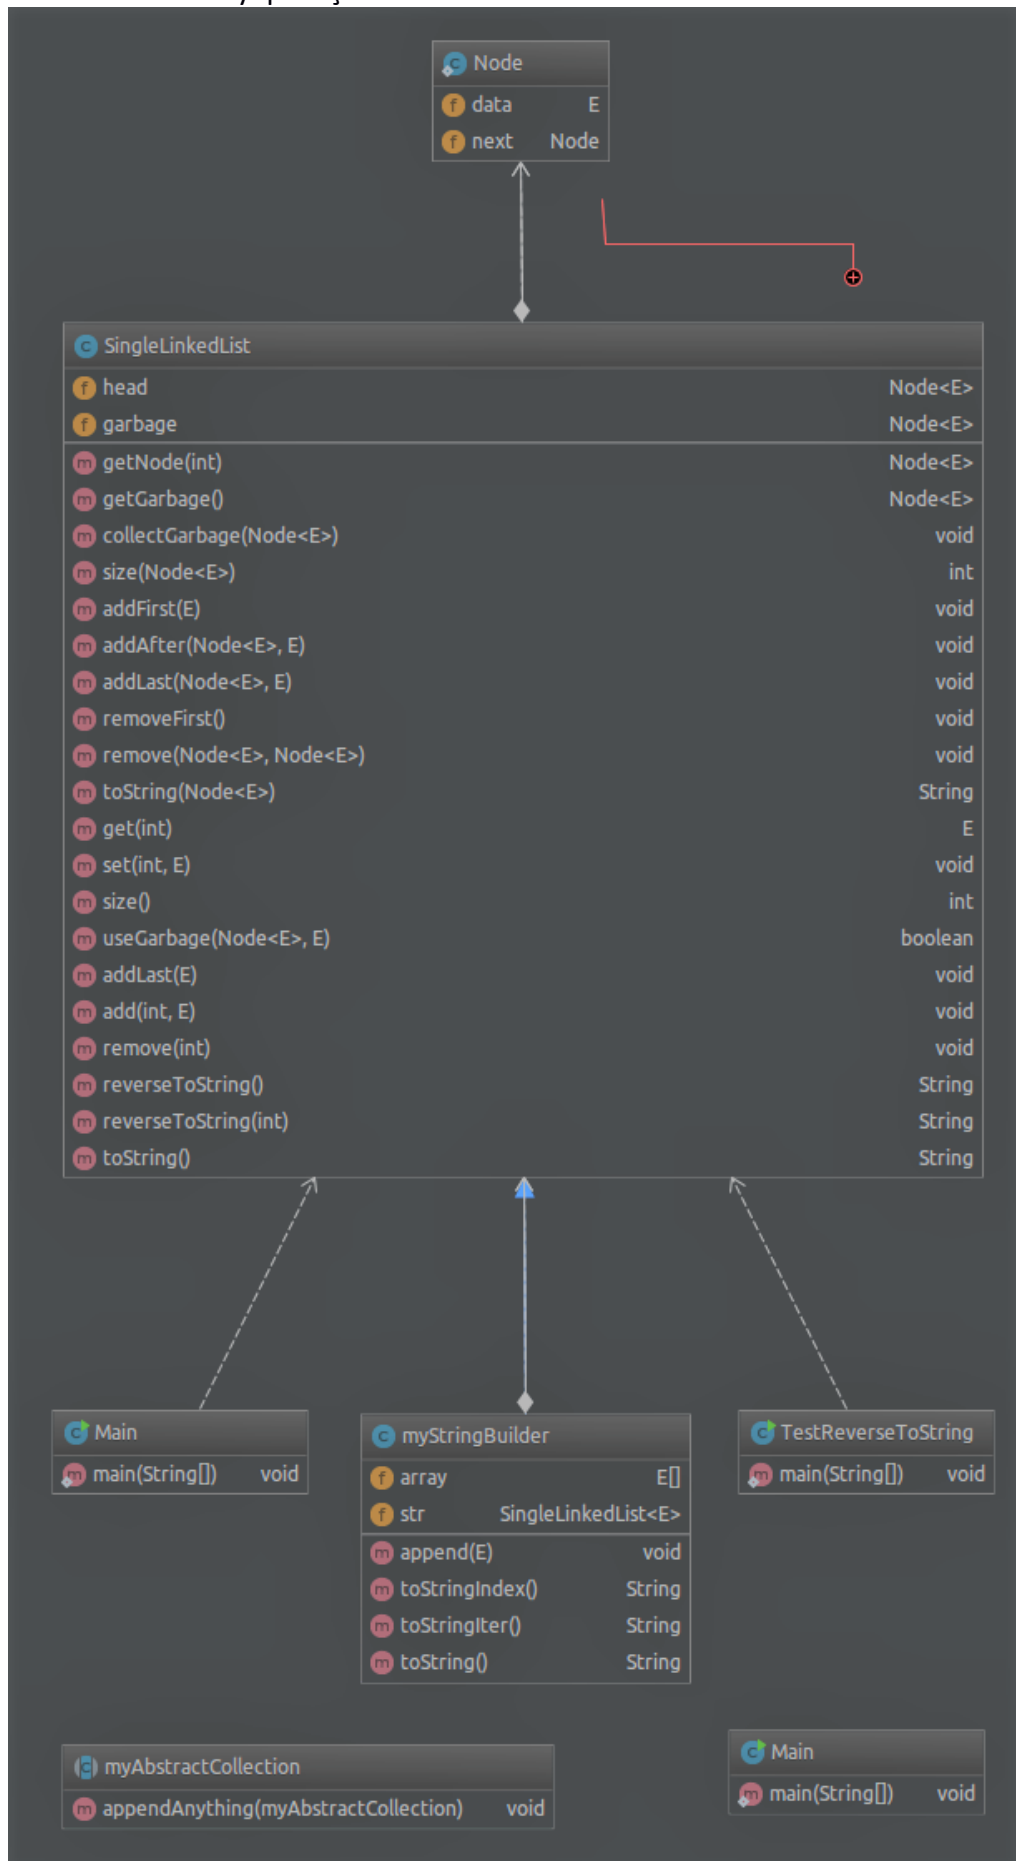 Node
data E
next Node
SingleLinkedList
head Node<E>
garbage Node<E>
getNode(int) Node<E>
getGarbage() Node<E>
collectGarbage(Node<E>) void
size(Node<E>) int
addFirst(E) void
addAfter(Node<E>, E) void
addLast(Node<E>, E) void
removeFirst() void
remove(Node<E>, Node<E>) void
toString(Node<E>) String
get(int) E
set(int, E) void
size() int
useGarbage(Node<E>, E) boolean
addLast(E) void
add(int, E) void
remove(int) void
reverseToString() String
reverseToString(int) String
toString() String
Main
main(String[]) void
myStringBuilder
array E[]
str SingleLinkedList<E>
append(E) void
toStringIndex() String
toStringIter() String
toString() String
TestReverseToString
main(String[]) void
myAbstractCollection
appendAnything(myAbstractCollection) void
Main
main(String[]) void